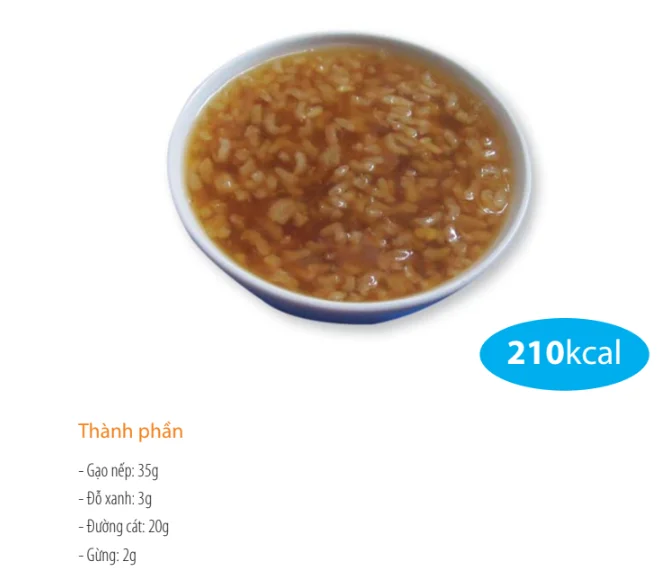 210kcal
Thành phần
- Gạo nếp: 35g
- Đỗ xanh: 3g
- Đường cát: 20g
- Gừng: 2g